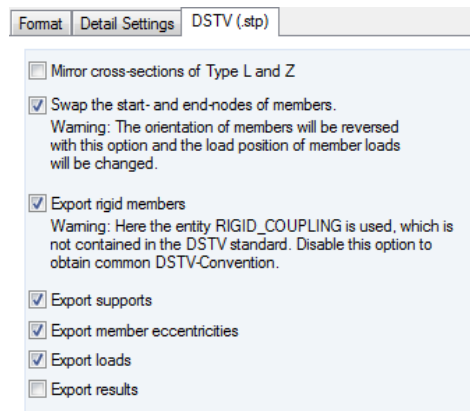 Format Detail Settings DSTV (.stp)
Mirror cross-sections of Type L and Z
Swap the start- and end-nodes of members.
Warning: The orientation of members will be reversed
with this option and the load position of member loads
will be changed.
Export rigid members
Warning: Here the entity RIGID_COUPLING is used, which is
not contained in the DSTV standard. Disable this option to
obtain common DSTV-Convention.
Export supports
Export member eccentricities
Export loads
Export results